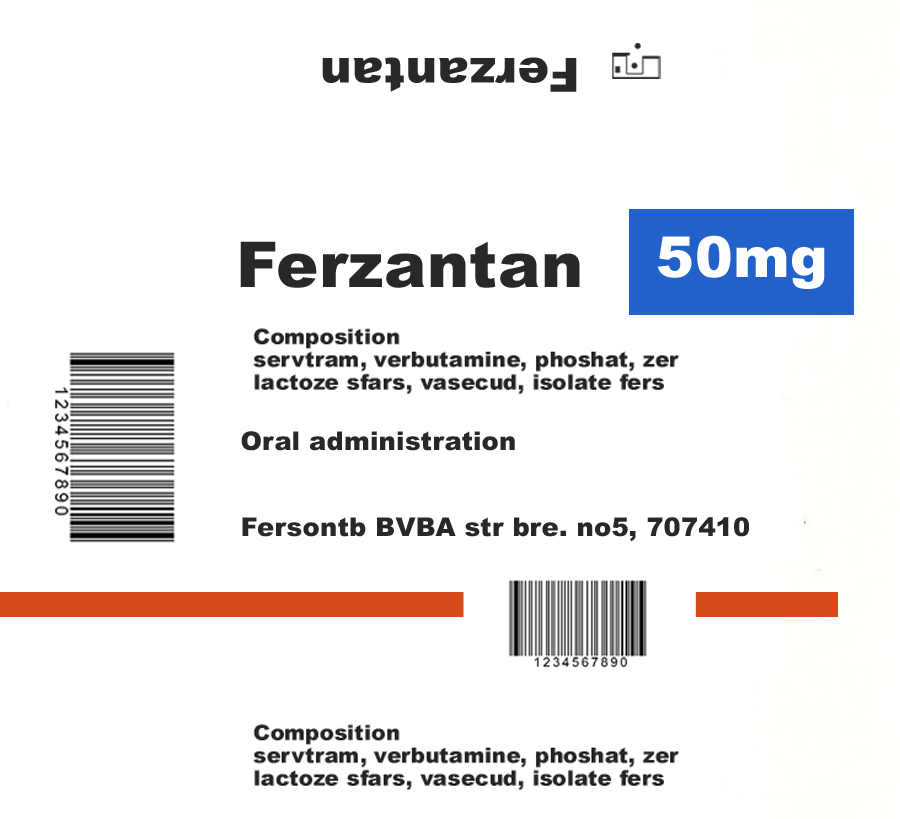 Ferzantan
Ferzantan
50mg
Composition
servtram, verbutamine, phoshat, zer
lactoze sfars, vasecud, isolate fers
1234567890
Oral administration
Fersontb BVBA str bre. no5, 707410
1234567890
Composition
servtram, verbutamine, phoshat, zer
lactoze sfars, vasecud, isolate fers